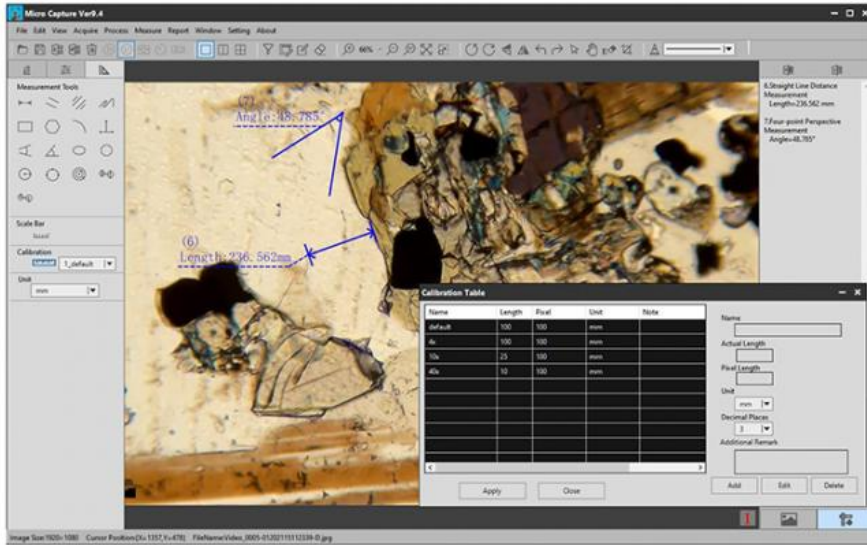 Micro Capture Ver9.4
File Edit View Acquire Process Measure Report Window Setting About
66%
Measurement Tools
Scale Bar
Calibration
1_default
Unit
mm
(7)
Angle:48.785°
(6)
Length:236.562mm
6.Straight Line Distance
Measurement
Length=236.562 mm
7.Four-point Perspective
Measurement
Angle=48.785°
Calibration Table
Name Length Pixel Unit Note
default 100 100 mm
4x 100 100 mm
10x 25 100 mm
40x 10 100 mm
Apply Close
Name
Actual Length
Pixel Length
Unit
mm
Decimal Places
3
Additional Remark
Add Edit Delete
Image Size:1920×1080 Cursor Position:(X=1357,Y=478)